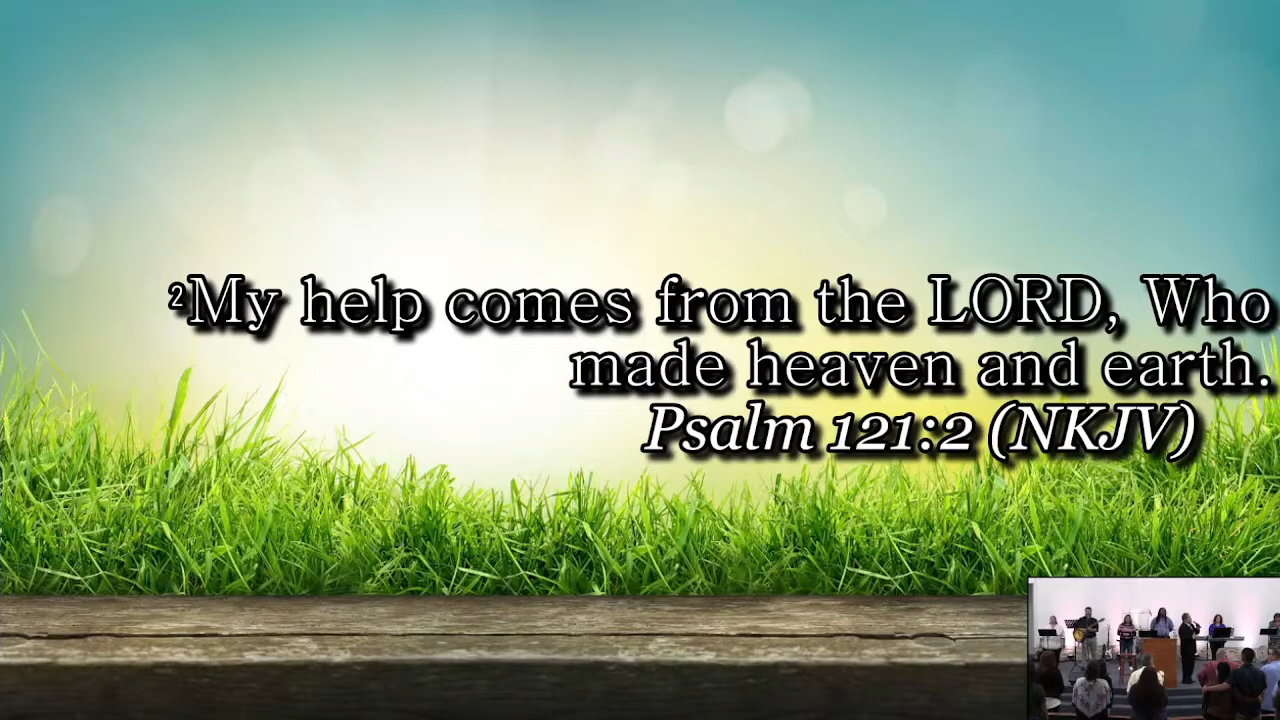 ²My help comes from the LORD, Who
made heaven and earth.
Psalm 121:2 (NKJV)